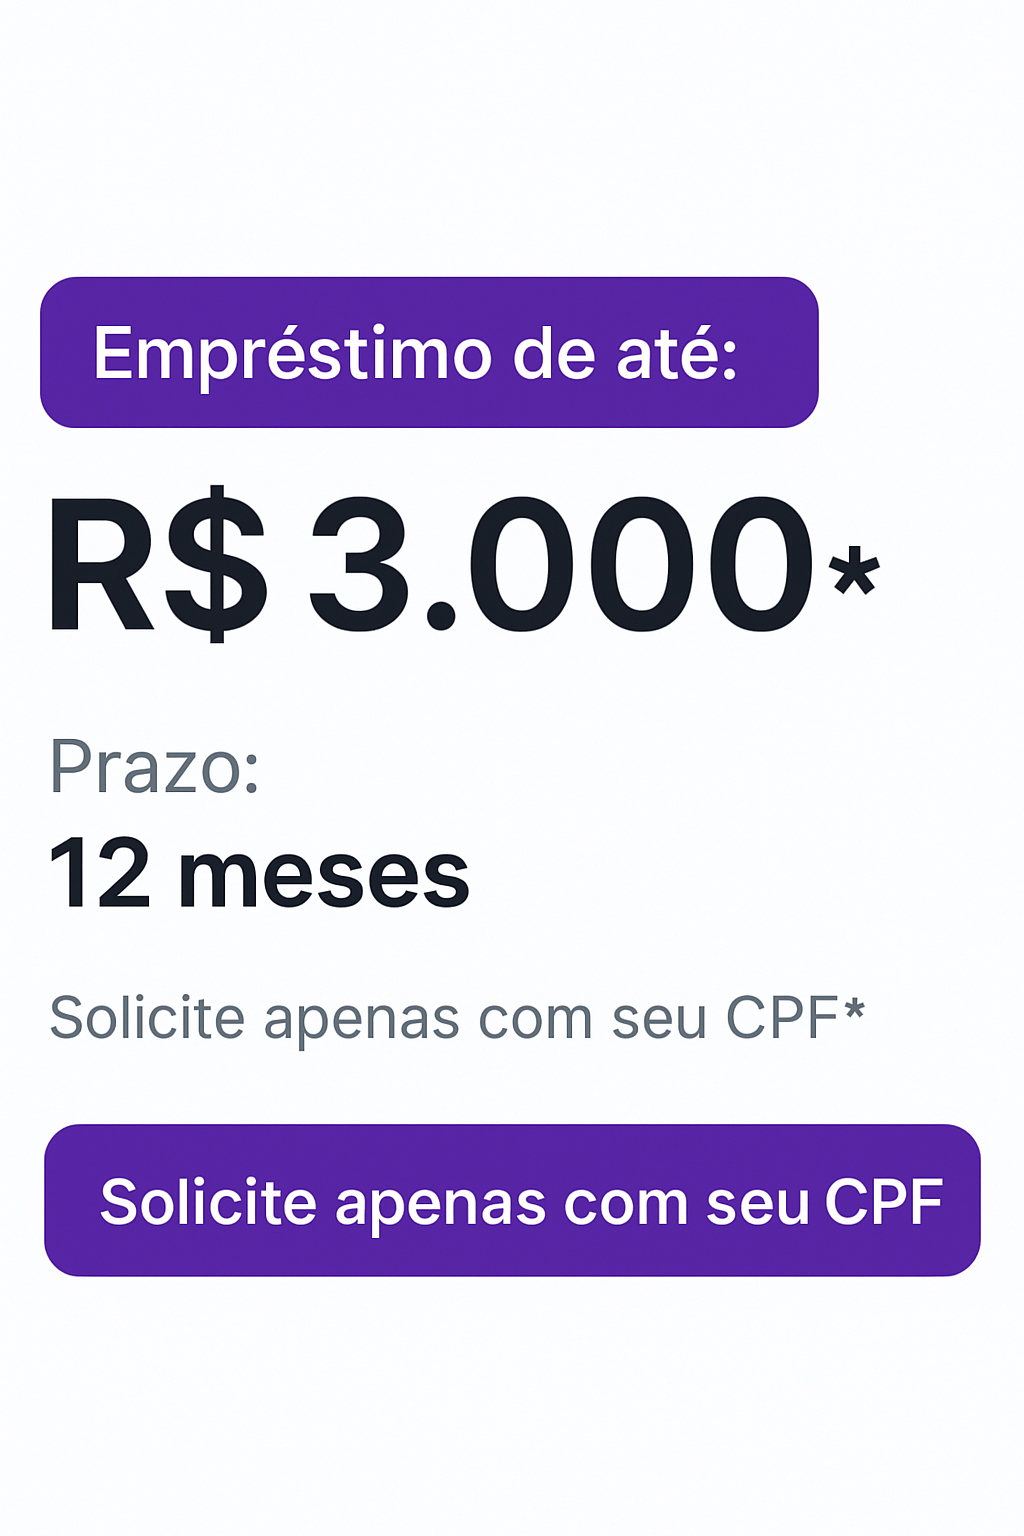 Empréstimo de até:
R$ 3.000*
Prazo:
12 meses
Solicite apenas com seu CPF*
Solicite apenas com seu CPF